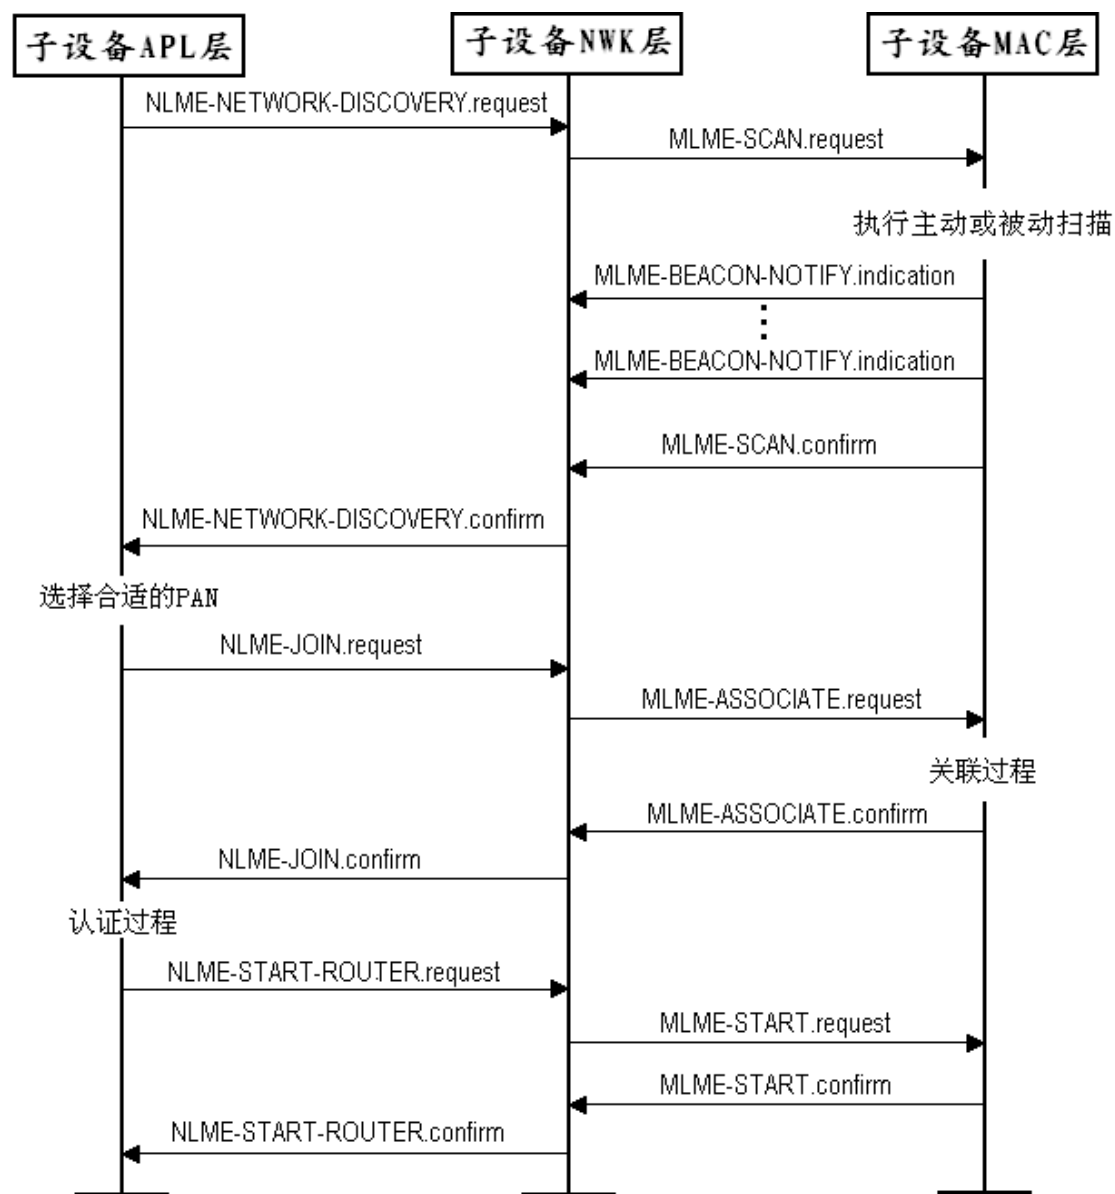 子设备APL层
子设备NWK层
子设备MAC层
NLME-NETWORK-DISCOVERY.request
MLME-SCAN.request
执行主动或被动扫描
MLME-BEACON-NOTIFY.indication
MLME-BEACON-NOTIFY.indication
MLME-SCAN.confirm
NLME-NETWORK-DISCOVERY.confirm
选择合适的PAN
NLME-JOIN.request
MLME-ASSOCIATE.request
关联过程
MLME-ASSOCIATE.confirm
NLME-JOIN.confirm
认证过程
NLME-START-ROUTER.request
MLME-START.request
MLME-START.confirm
NLME-START-ROUTER.confirm